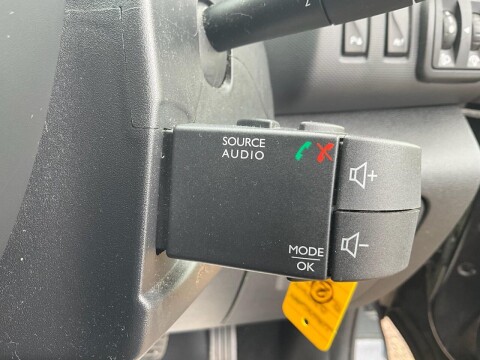 SOURCE
AUDIO
+
MODE
OK
-